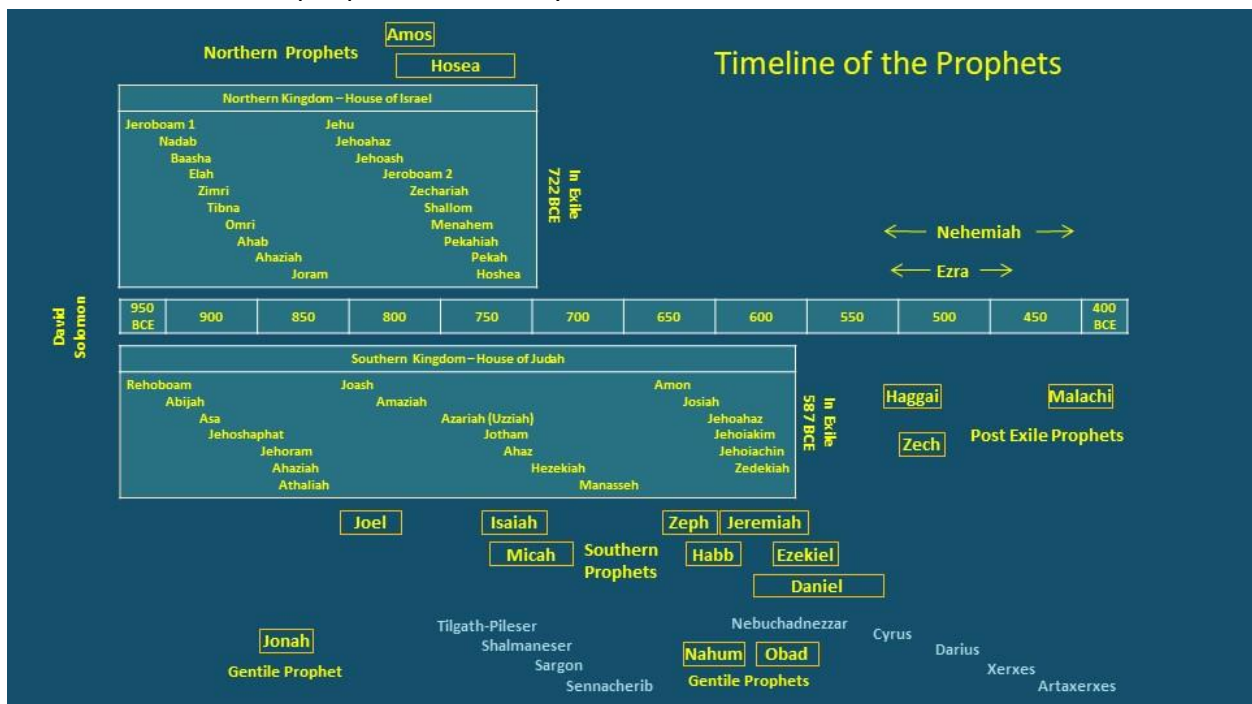 Amos
Northern Prophets
Hosea
Timeline of the Prophets
Northern Kingdom – House of Israel
Jeroboam 1
Nadab
Baasha
Elah
Zimri
Tibna
Omri
Ahab
Ahaziah
Joram
Jehu
Jehoahaz
Jehoash
Jeroboam 2
Zechariah
Shallom
Menahem
Pekahiah
Pekah
Hoshea
In Exile
722 BCE
Nehemiah
Ezra
David
Solomon
950 BCE
900
850
800
750
700
650
600
550
500
450
400 BCE
Southern Kingdom – House of Judah
Rehoboam
Abijah
Asa
Jehoshaphat
Jehoram
Ahaziah
Athaliah
Joash
Amaziah
Azariah (Uzziah)
Jotham
Ahaz
Hezekiah
Manasseh
Amon
Josiah
Jehoahaz
Jehoiakim
Jehoiachin
Zedekiah
In Exile
587 BCE
Haggai
Malachi
Zech
Post Exile Prophets
Joel
Isaiah
Zeph
Jeremiah
Micah
Southern
Prophets
Habb
Ezekiel
Daniel
Jonah
Gentile Prophet
Tilgath-Pileser
Shalmaneser
Sargon
Sennacherib
Nebuchadnezzar
Nahum
Obad
Gentile Prophets
Cyrus
Darius
Xerxes
Artaxerxes